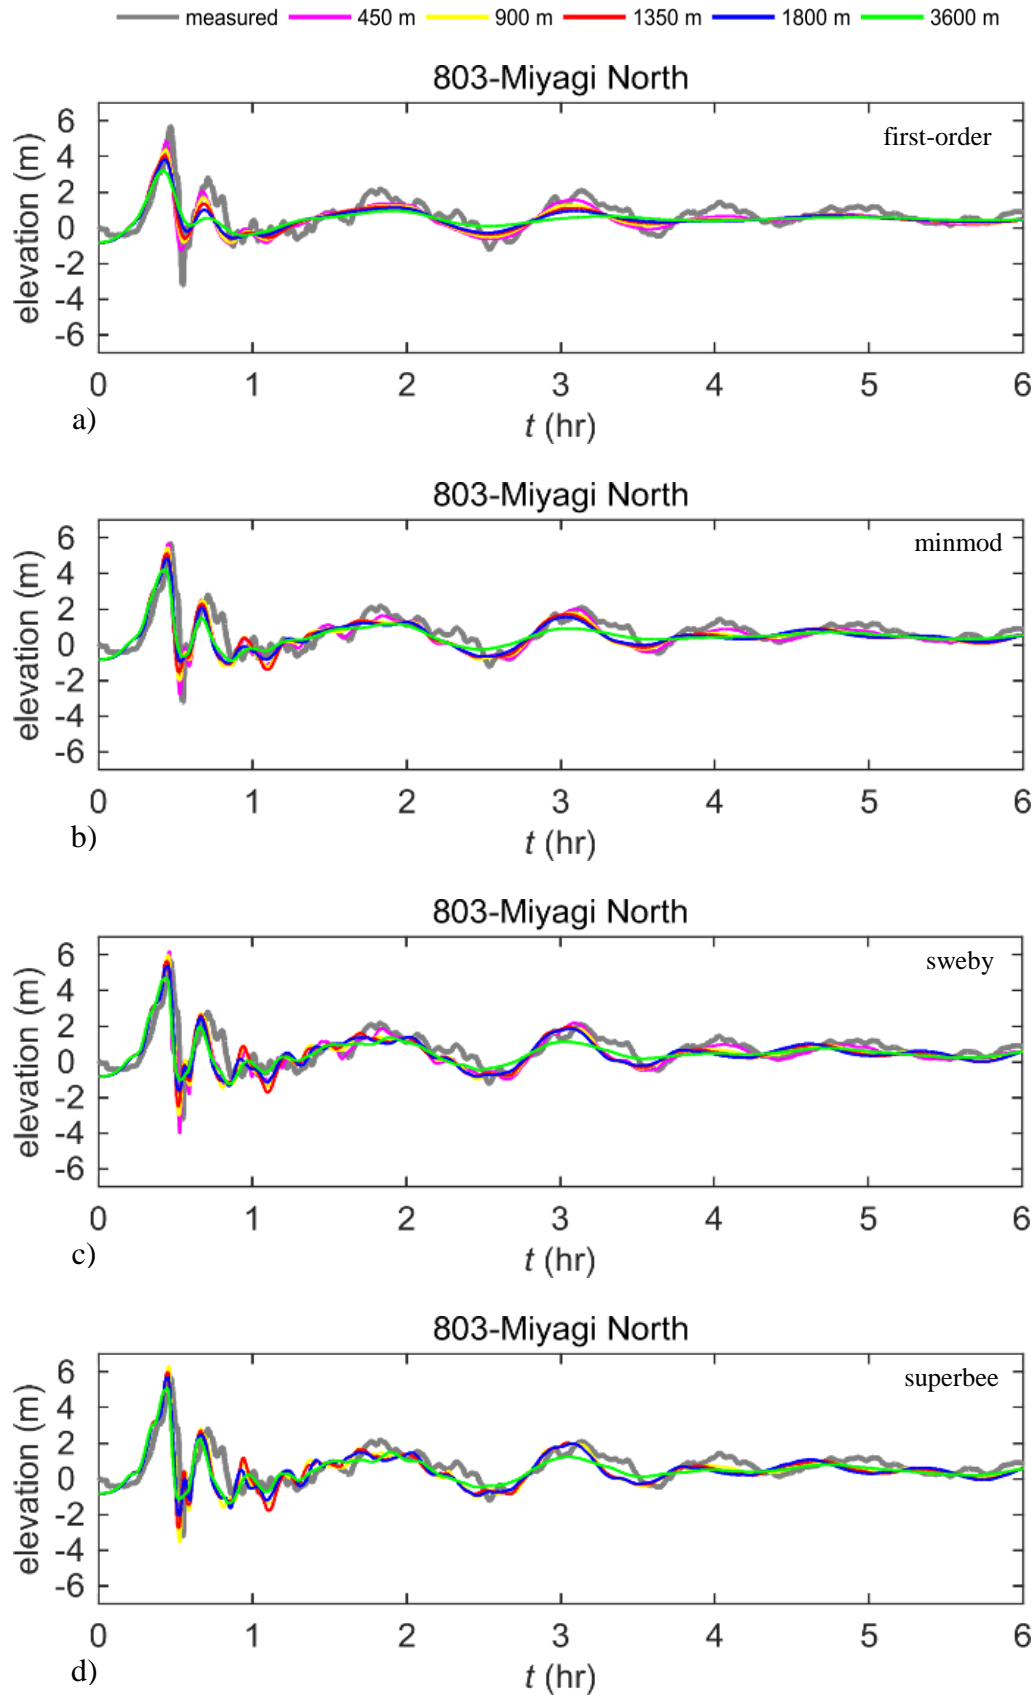 measured 450 m 900 m 1350 m 1800 m 3600 m
803-Miyagi North
first-order
elevation (m)
6
4
2
0
-2
-4
-6
0 1 2 3 4 5 6
t (hr)
a)
803-Miyagi North
minmod
elevation (m)
6
4
2
0
-2
-4
-6
0 1 2 3 4 5 6
t (hr)
b)
803-Miyagi North
sweby
elevation (m)
6
4
2
0
-2
-4
-6
0 1 2 3 4 5 6
t (hr)
c)
803-Miyagi North
superbee
elevation (m)
6
4
2
0
-2
-4
-6
0 1 2 3 4 5 6
t (hr)
d)